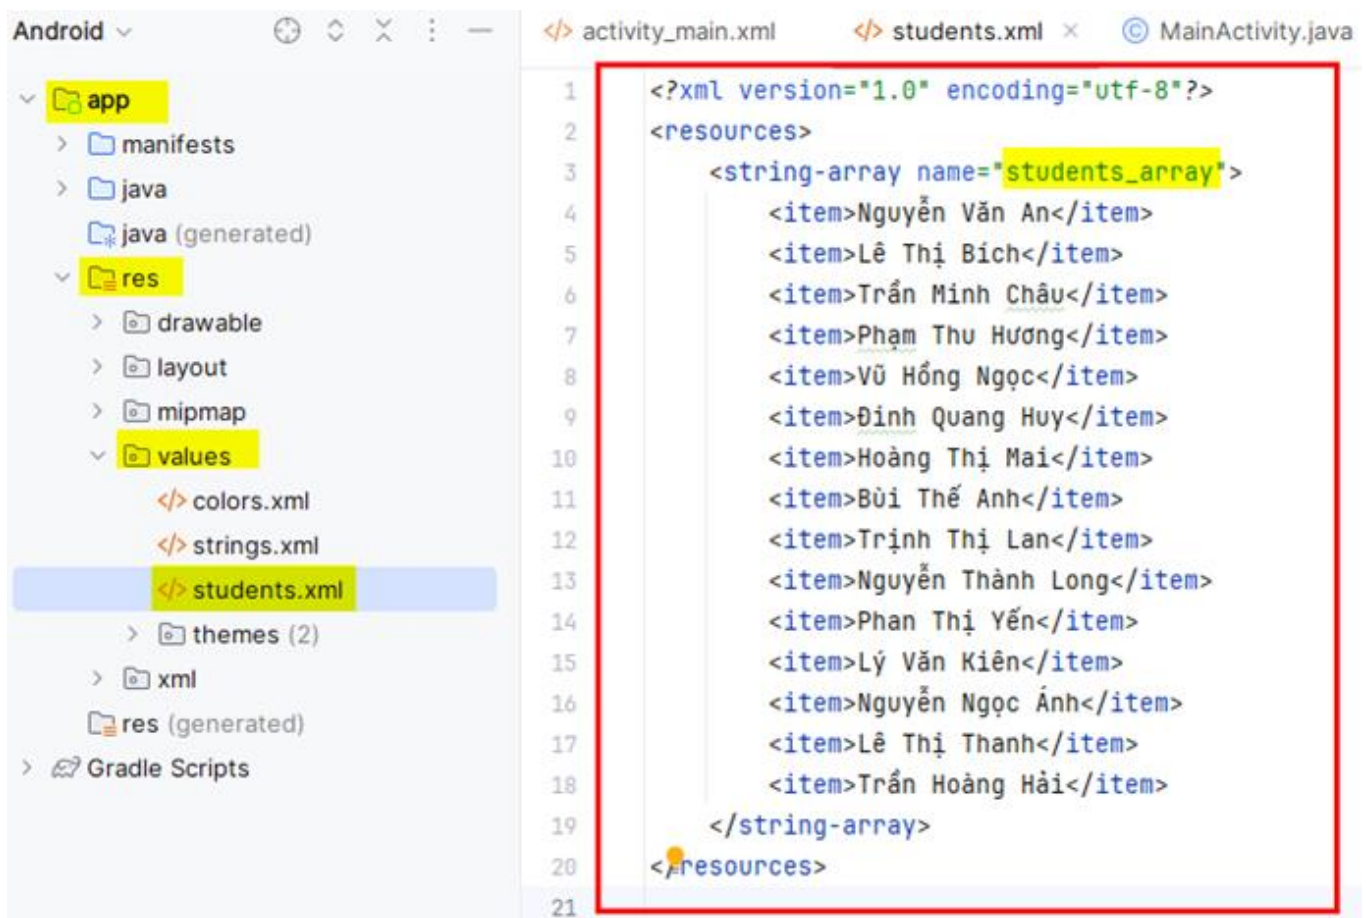 Android
app
manifests
java
java (generated)
res
drawable
layout
mipmap
values
colors.xml
strings.xml
students.xml
themes (2)
xml
res (generated)
Gradle Scripts
</> activity_main.xml </> students.xml × © MainActivity.java
1 <?xml version="1.0" encoding="utf-8"?>
2 <resources>
3 <string-array name="students_array">
4 <item>Nguyễn Văn An</item>
5 <item>Lê Thị Bích</item>
6 <item>Trần Minh Châu</item>
7 <item>Phạm Thu Hương</item>
8 <item>Vũ Hồng Ngọc</item>
9 <item>Đinh Quang Huy</item>
10 <item>Hoàng Thị Mai</item>
11 <item>Bùi Thế Anh</item>
12 <item>Trịnh Thị Lan</item>
13 <item>Nguyễn Thành Long</item>
14 <item>Phan Thị Yến</item>
15 <item>Lý Văn Kiên</item>
16 <item>Nguyễn Ngọc Ánh</item>
17 <item>Lê Thị Thanh</item>
18 <item>Trần Hoàng Hải</item>
19 </string-array>
20 </resources>
21